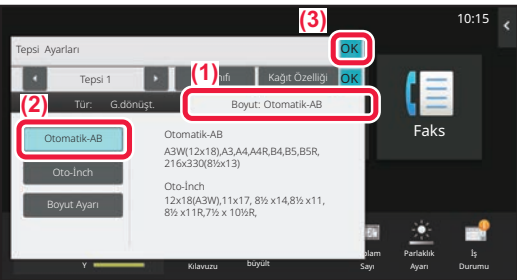 (3)
10:15
Tepsi Ayarları
OK
Tepsi 1
(1)
Kağıt Özelliği
OK
(2)
Tür: G.dönüşt.
Boyut: Otomatik-AB
Otomatik-AB
Oto-İnch
Boyut Ayarı
Otomatik-AB
A3W(12x18),A3,A4,A4R,B4,B5,B5R,
216x330(8½x13)
Oto-İnch
12x18(A3W),11x17, 8½ x14,8½ x11,
8½ x11R,7½ x 10½R,
Faks
Y
Kılavuzu
büyült
Sayı
Parlaklık
Ayarı
İş
Durumu